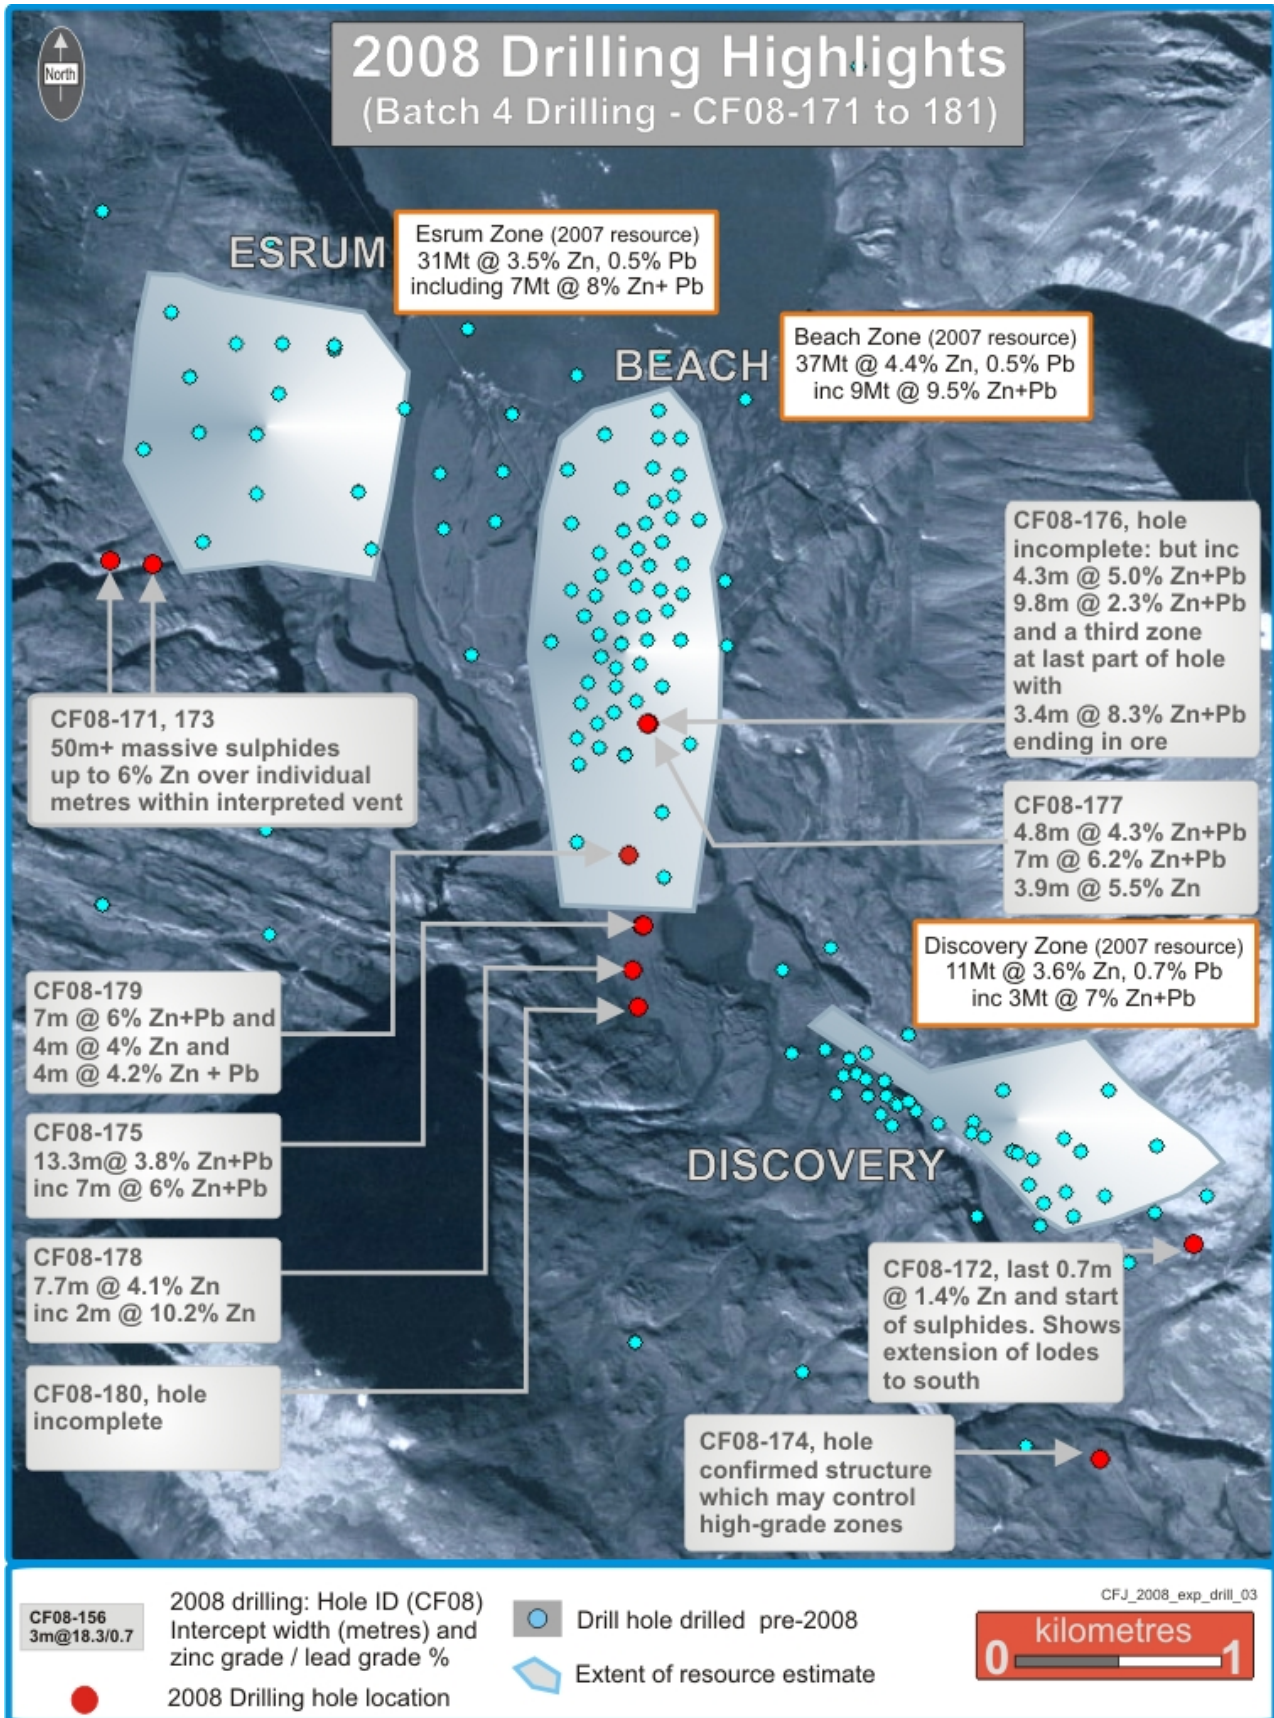 North
2008 Drilling Highlights
(Batch 4 Drilling - CF08-171 to 181)
ESRUM
Esrum Zone (2007 resource)
31Mt @ 3.5% Zn, 0.5% Pb
including 7Mt @ 8% Zn+ Pb
BEACH
Beach Zone (2007 resource)
37Mt @ 4.4% Zn, 0.5% Pb
inc 9Mt @ 9.5% Zn+Pb
CF08-176, hole
incomplete: but inc
4.3m @ 5.0% Zn+Pb
9.8m @ 2.3% Zn+Pb
and a third zone
at last part of hole
with
3.4m @ 8.3% Zn+Pb
ending in ore
CF08-171, 173
50m+ massive sulphides
up to 6% Zn over individual
metres within interpreted vent
CF08-177
4.8m @ 4.3% Zn+Pb
7m @ 6.2% Zn+Pb
3.9m @ 5.5% Zn
Discovery Zone (2007 resource)
11Mt @ 3.6% Zn, 0.7% Pb
inc 3Mt @ 7% Zn+Pb
CF08-179
7m @ 6% Zn+Pb and
4m @ 4% Zn and
4m @ 4.2% Zn + Pb
CF08-175
13.3m@ 3.8% Zn+Pb
inc 7m @ 6% Zn+Pb
DISCOVERY
CF08-178
7.7m @ 4.1% Zn
inc 2m @ 10.2% Zn
CF08-172, last 0.7m
@ 1.4% Zn and start
of sulphides. Shows
extension of lodes
to south
CF08-180, hole
incomplete
CF08-174, hole
confirmed structure
which may control
high-grade zones
CF08-156
3m@18.3/0.7
2008 drilling: Hole ID (CF08)
Intercept width (metres) and
zinc grade / lead grade %
2008 Drilling hole location
Drill hole drilled pre-2008
Extent of resource estimate
CFJ_2008_exp_drill_03
kilometres
0 1